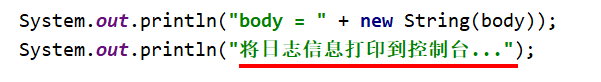 System.out.println("body = " + new String(body));
System.out.println("将日志信息打印到控制台...");